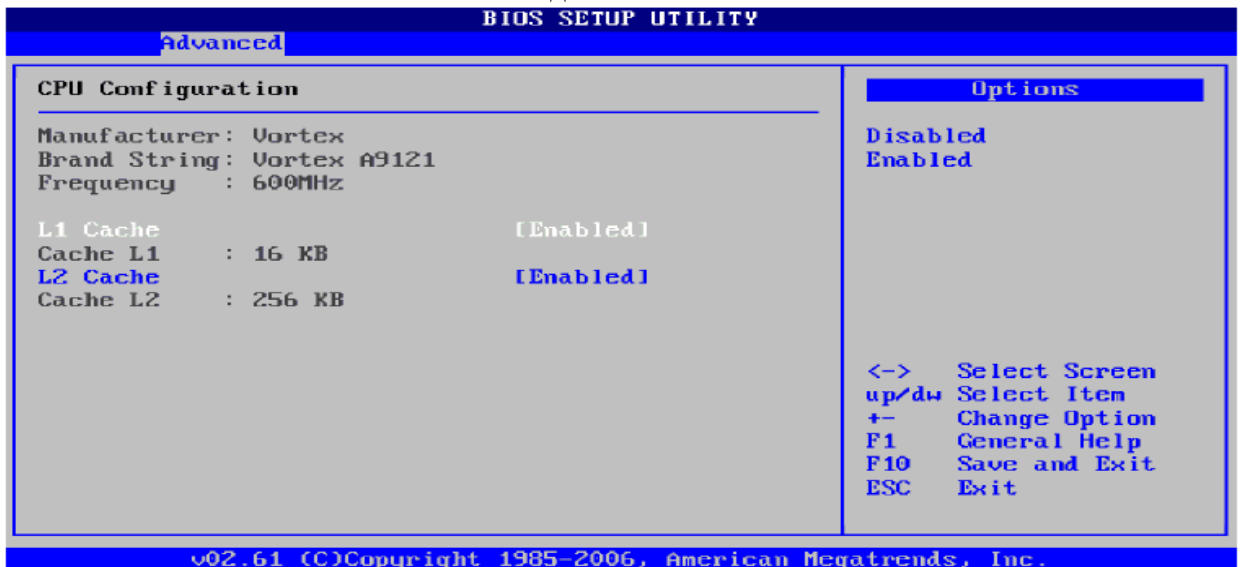 BIOS SETUP UTILITY
Advanced
CPU Configuration
Manufacturer: Vortex
Brand String: Vortex A9121
Frequency : 600MHz
L1 Cache [Enabled]
Cache L1 : 16 KB
L2 Cache [Enabled]
Cache L2 : 256 KB
Options
Disabled
Enabled
<-> Select Screen
up/dw Select Item
+- Change Option
F1 General Help
F10 Save and Exit
ESC Exit
v02.61 (C)Copyright 1985-2006, American Megatrends, Inc.